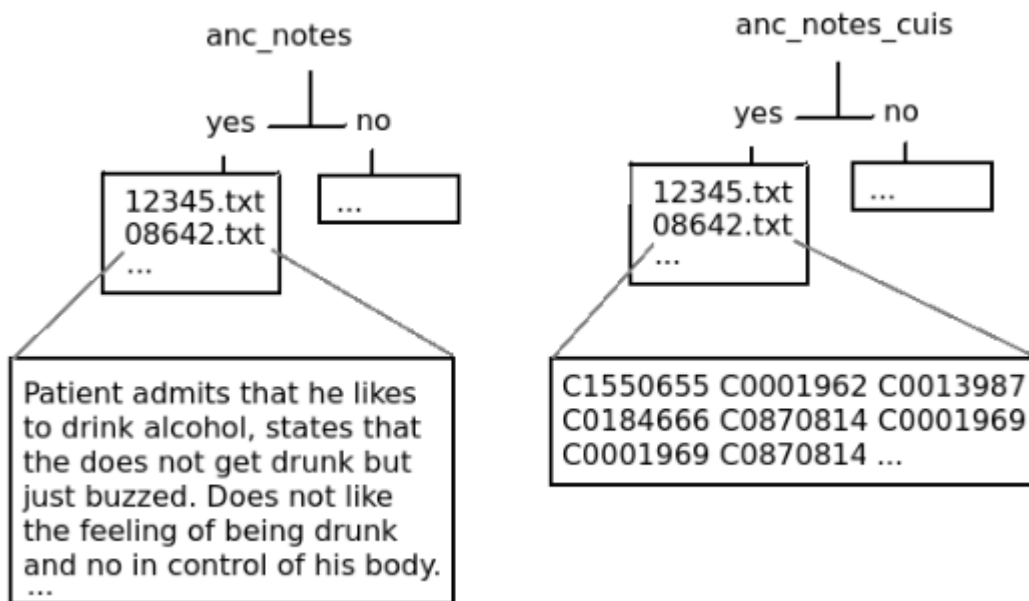 anc_notes
yes no
12345.txt
08642.txt
...
...
Patient admits that he likes
to drink alcohol, states that
the does not get drunk but
just buzzed. Does not like
the feeling of being drunk
and no in control of his body.
...
anc_notes_cuis
yes no
12345.txt
08642.txt
...
...
C1550655 C0001962 C0013987
C0184666 C0870814 C0001969
C0001969 C0870814 ...